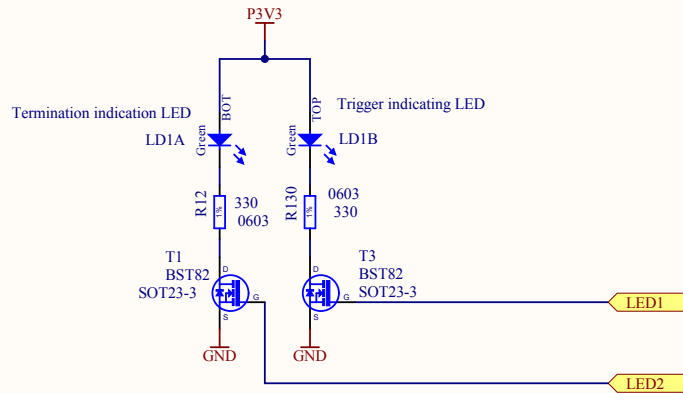 P3V3
Termination indication LED
BOT
TOP
Trigger indicating LED
Green
LD1A
Green
LD1B
R12
1%
330
0603
R130
1%
0603
330
T1
BST82
SOT23-3
D
G
S
T3
BST82
SOT23-3
D
G
S
LED1
GND
GND
LED2